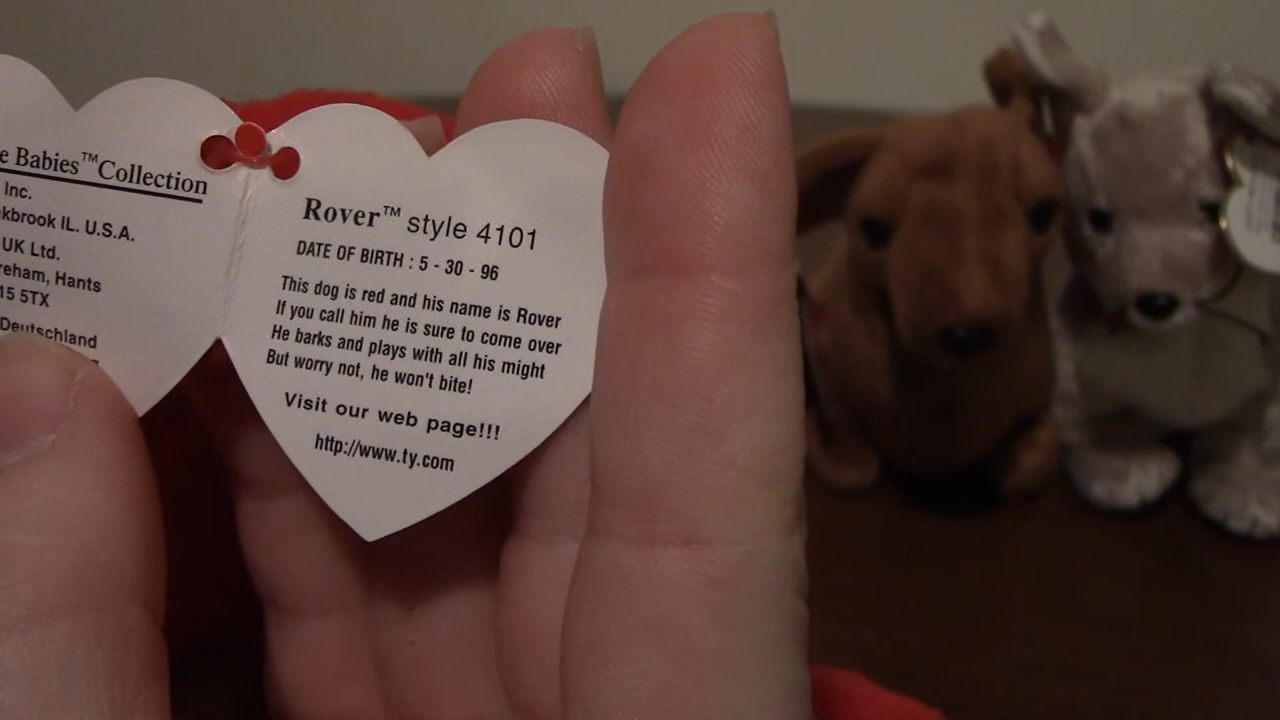 e Babies™Collection
Inc.
kbrook IL. U.S.A.
UK Ltd.
reham, Hants
15 5TX
Deutschland
Rover™ style 4101
DATE OF BIRTH : 5 - 30 - 96
This dog is red and his name is Rover
If you call him he is sure to come over
He barks and plays with all his might
But worry not, he won't bite!
Visit our web page!!!
http://www.ty.com